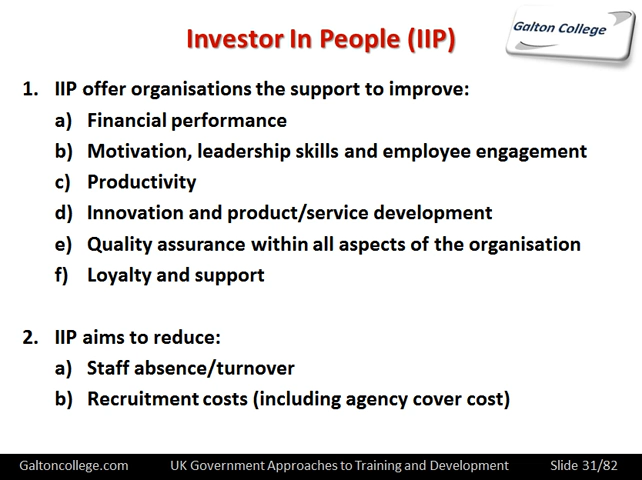 Investor In People (IIP)
Galton College
1. IIP offer organisations the support to improve:
a) Financial performance
b) Motivation, leadership skills and employee engagement
c) Productivity
d) Innovation and product/service development
e) Quality assurance within all aspects of the organisation
f) Loyalty and support
2. IIP aims to reduce:
a) Staff absence/turnover
b) Recruitment costs (including agency cover cost)
Galtoncollege.com UK Government Approaches to Training and Development Slide 31/82